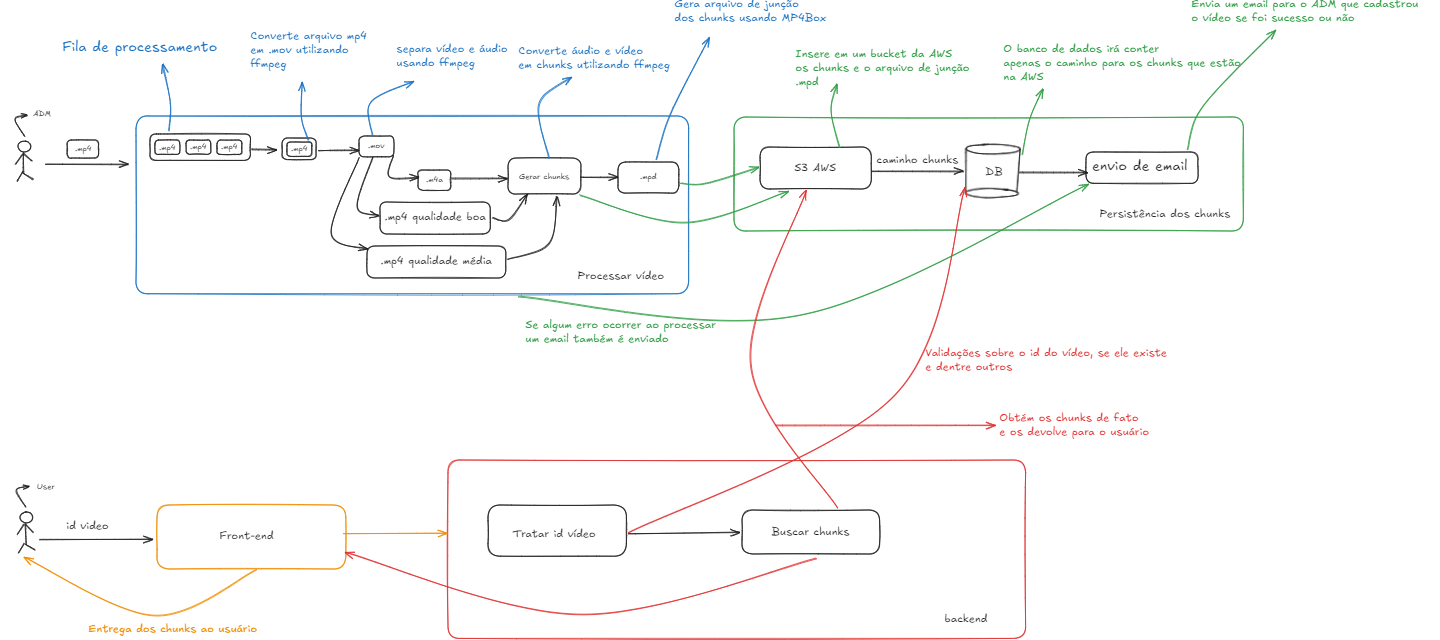 Gera arquivo de junção
dos chunks usando MP4Box
Envia um email para o ADM que cadastrou
o vídeo se foi sucesso ou não
Fila de processamento
Converte arquivo mp4
em .mov utilizando
ffmpeg
separa vídeo e áudio
usando ffmpeg
Converte áudio e vídeo
em chunks utilizando ffmpeg
Insere em um bucket da AWS
os chunks e o arquivo de junção
.mpd
O banco de dados irá conter
apenas o caminho para os chunks que estão
na AWS
ADM
.mp4
.mp4
.mp4
.mp4
.mp4
.mov
.m4a
Gerar chunks
.mpd
.mp4 qualidade boa
.mp4 qualidade média
Processar vídeo
S3 AWS
caminho chunks
DB
envio de email
Persistência dos chunks
Se algum erro ocorrer ao processar
um email também é enviado
Validações sobre o id do vídeo, se ele existe
e dentre outros
Obtém os chunks de fato
e os devolve para o usuário
User
id video
Front-end
Tratar id vídeo
Buscar chunks
backend
Entrega dos chunks ao usuário